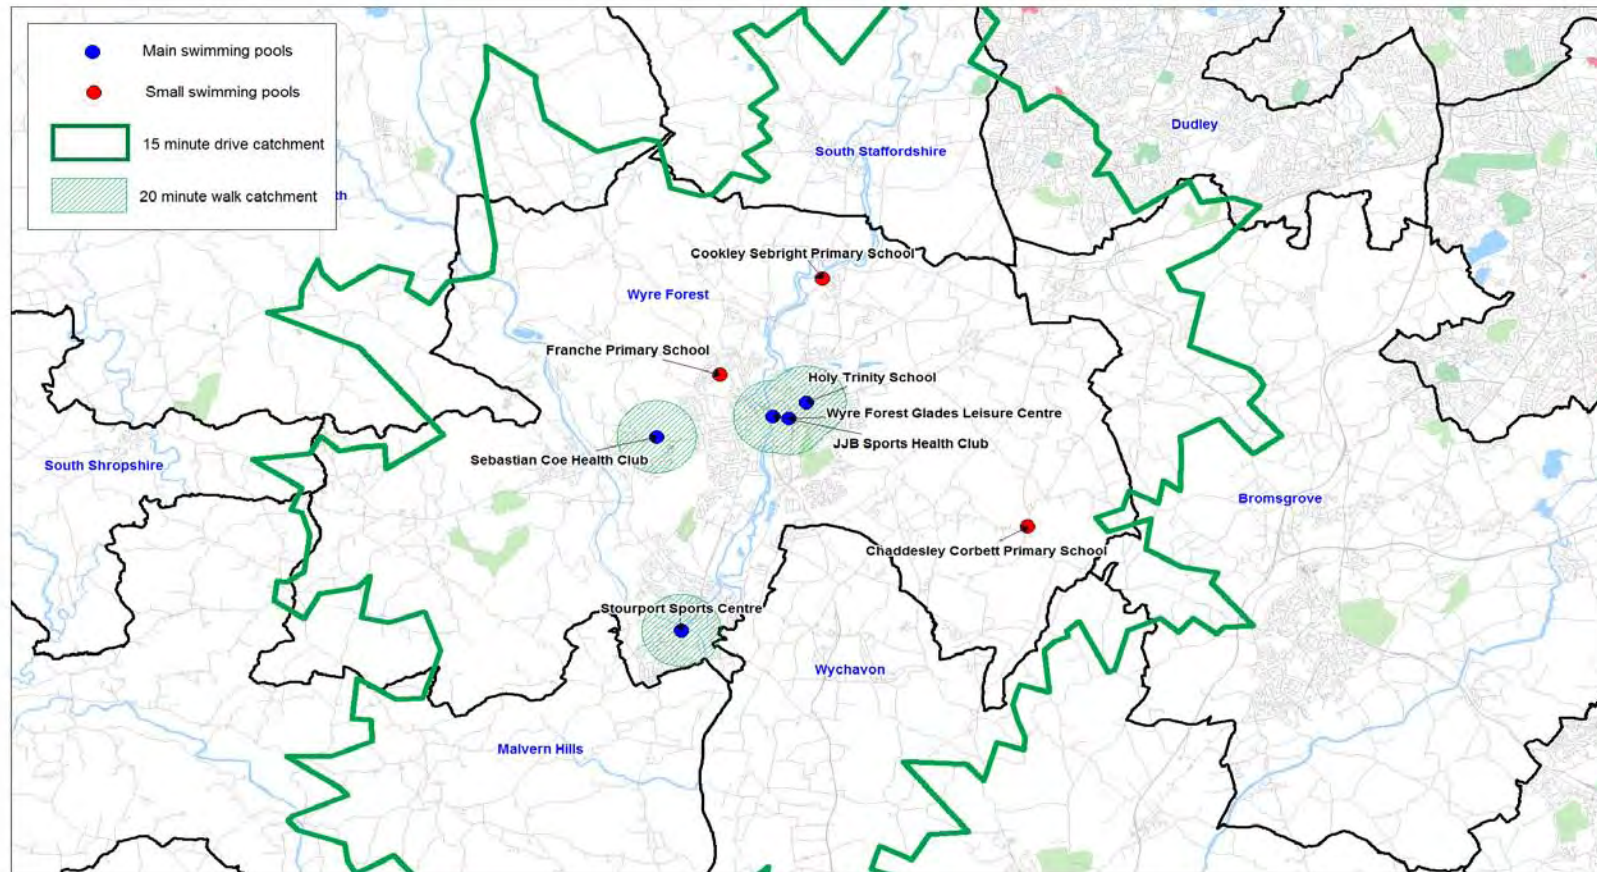 Main swimming pools
Small swimming pools
15 minute drive catchment
20 minute walk catchment
th
Dudley
South Staffordshire
Cookley Sebright Primary School
Wyre Forest
Franche Primary School
Holy Trinity School
Wyre Forest Glades Leisure Centre
JJB Sports Health Club
Sebastian Coe Health Club
South Shropshire
Bromsgrove
Chaddesley Corbett Primary School
Stourport Sports Centre
Wychavon
Malvern Hills